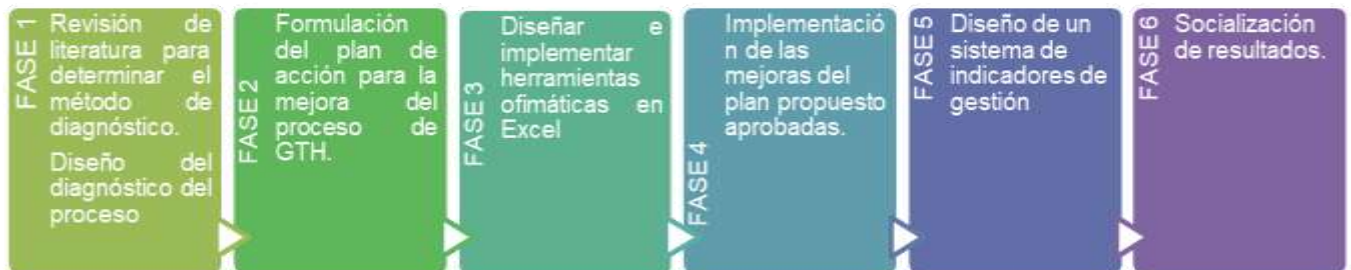 FASE 1
Revisión de
literatura para
determinar el
método de
diagnóstico.
Diseño del
diagnóstico del
proceso
FASE 2
Formulación
del plan de
acción para la
mejora del
proceso de
GTH.
FASE 3
Diseñar e
implementar
herramientas
ofimáticas en
Excel
FASE 4
Implementació
n de las
mejoras del
plan propuesto
aprobadas.
FASE 5
Diseño de un
sistema de
indicadores de
gestión
FASE 6
Socialización
de resultados.